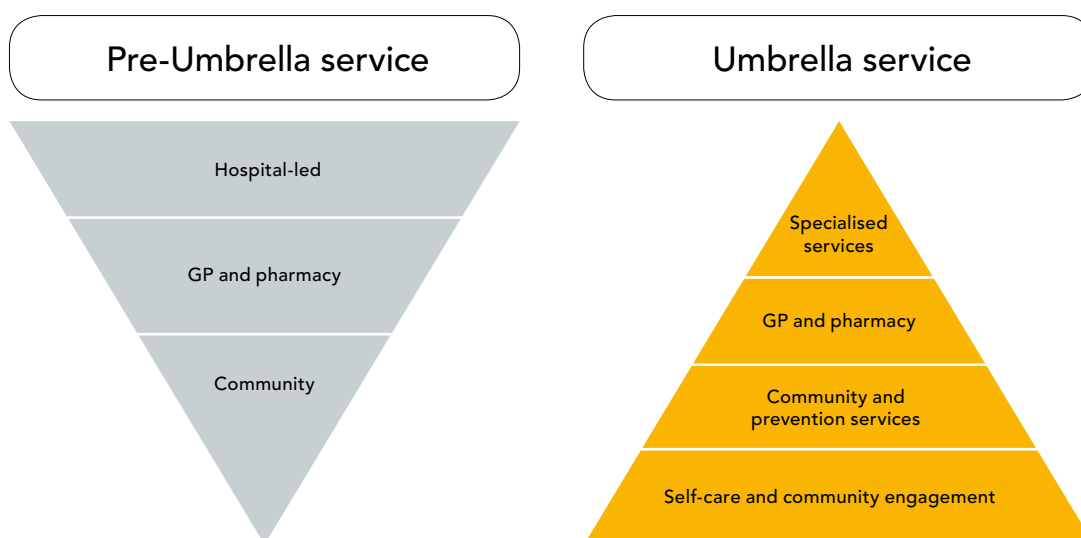 Pre-Umbrella service
Hospital-led
GP and pharmacy
Community
Umbrella service
Specialised
services
GP and pharmacy
Community and
prevention services
Self-care and community engagement